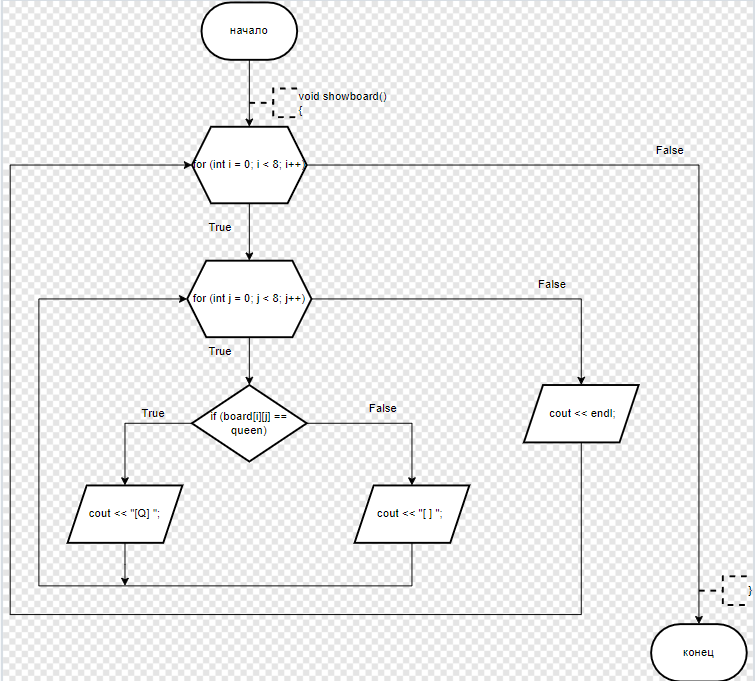 начало
void showboard()
{
for (int i = 0; i < 8; i++)
False
True
for (int j = 0; j < 8; j++)
False
True
if (board[i][j] ==
queen)
True
False
cout << endl;
cout << "[Q] ";
cout << "[ ] ";
}
конец